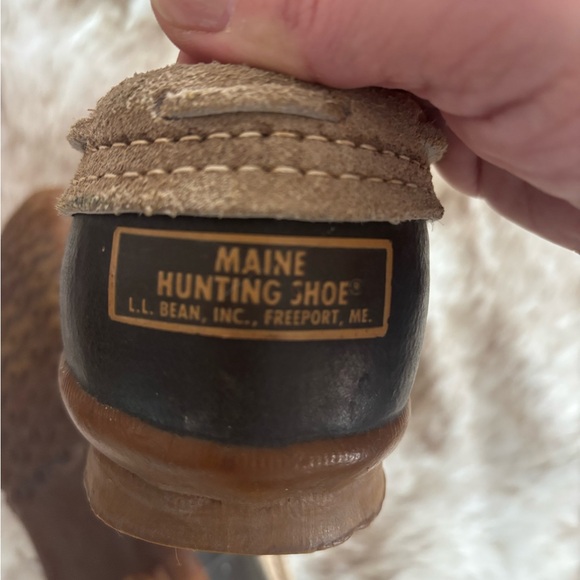 MAINE
HUNTING SHOE®
L.L. BEAN, INC., FREEPORT, ME.